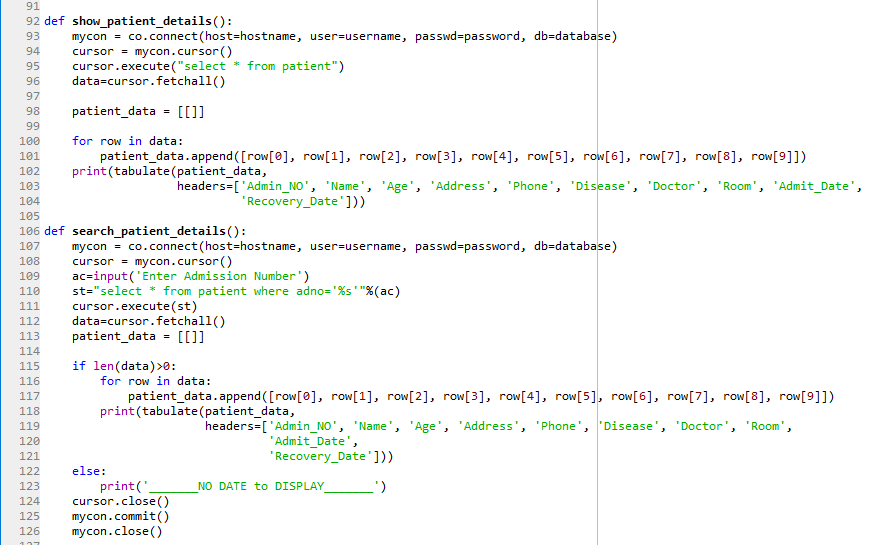 91
92 def show_patient_details():
93     mycon = co.connect(host=hostname, user=username, passwd=password, db=database)
94     cursor = mycon.cursor()
95     cursor.execute("select * from patient")
96     data=cursor.fetchall()
97
98     patient_data = [[]]
99
100     for row in data:
101         patient_data.append([row[0], row[1], row[2], row[3], row[4], row[5], row[6], row[7], row[8], row[9]])
102     print(tabulate(patient_data,
103                    headers=['Admin_NO', 'Name', 'Age', 'Address', 'Phone', 'Disease', 'Doctor', 'Room', 'Admit_Date',
104                             'Recovery_Date']))
105
106 def search_patient_details():
107     mycon = co.connect(host=hostname, user=username, passwd=password, db=database)
108     cursor = mycon.cursor()
109     ac=input('Enter Admission Number')
110     st="select * from patient where adno='%s'"%(ac)
111     cursor.execute(st)
112     data=cursor.fetchall()
113     patient_data = [[]]
114
115     if len(data)>0:
116         for row in data:
117             patient_data.append([row[0], row[1], row[2], row[3], row[4], row[5], row[6], row[7], row[8], row[9]])
118         print(tabulate(patient_data,
119                        headers=['Admin_NO', 'Name', 'Age', 'Address', 'Phone', 'Disease', 'Doctor', 'Room',
120                                 'Admit_Date',
121                                 'Recovery_Date']))
122     else:
123         print('_______NO DATE to DISPLAY_______')
124     cursor.close()
125     mycon.commit()
126     mycon.close()